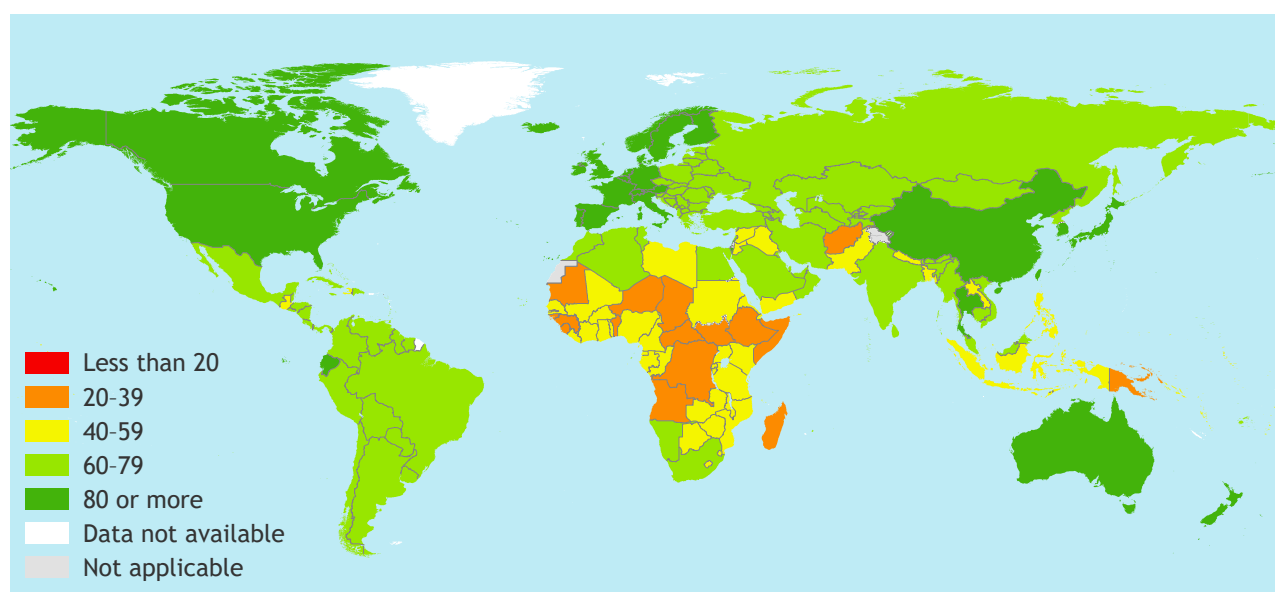 Less than 20
20–39
40–59
60–79
80 or more
Data not available
Not applicable